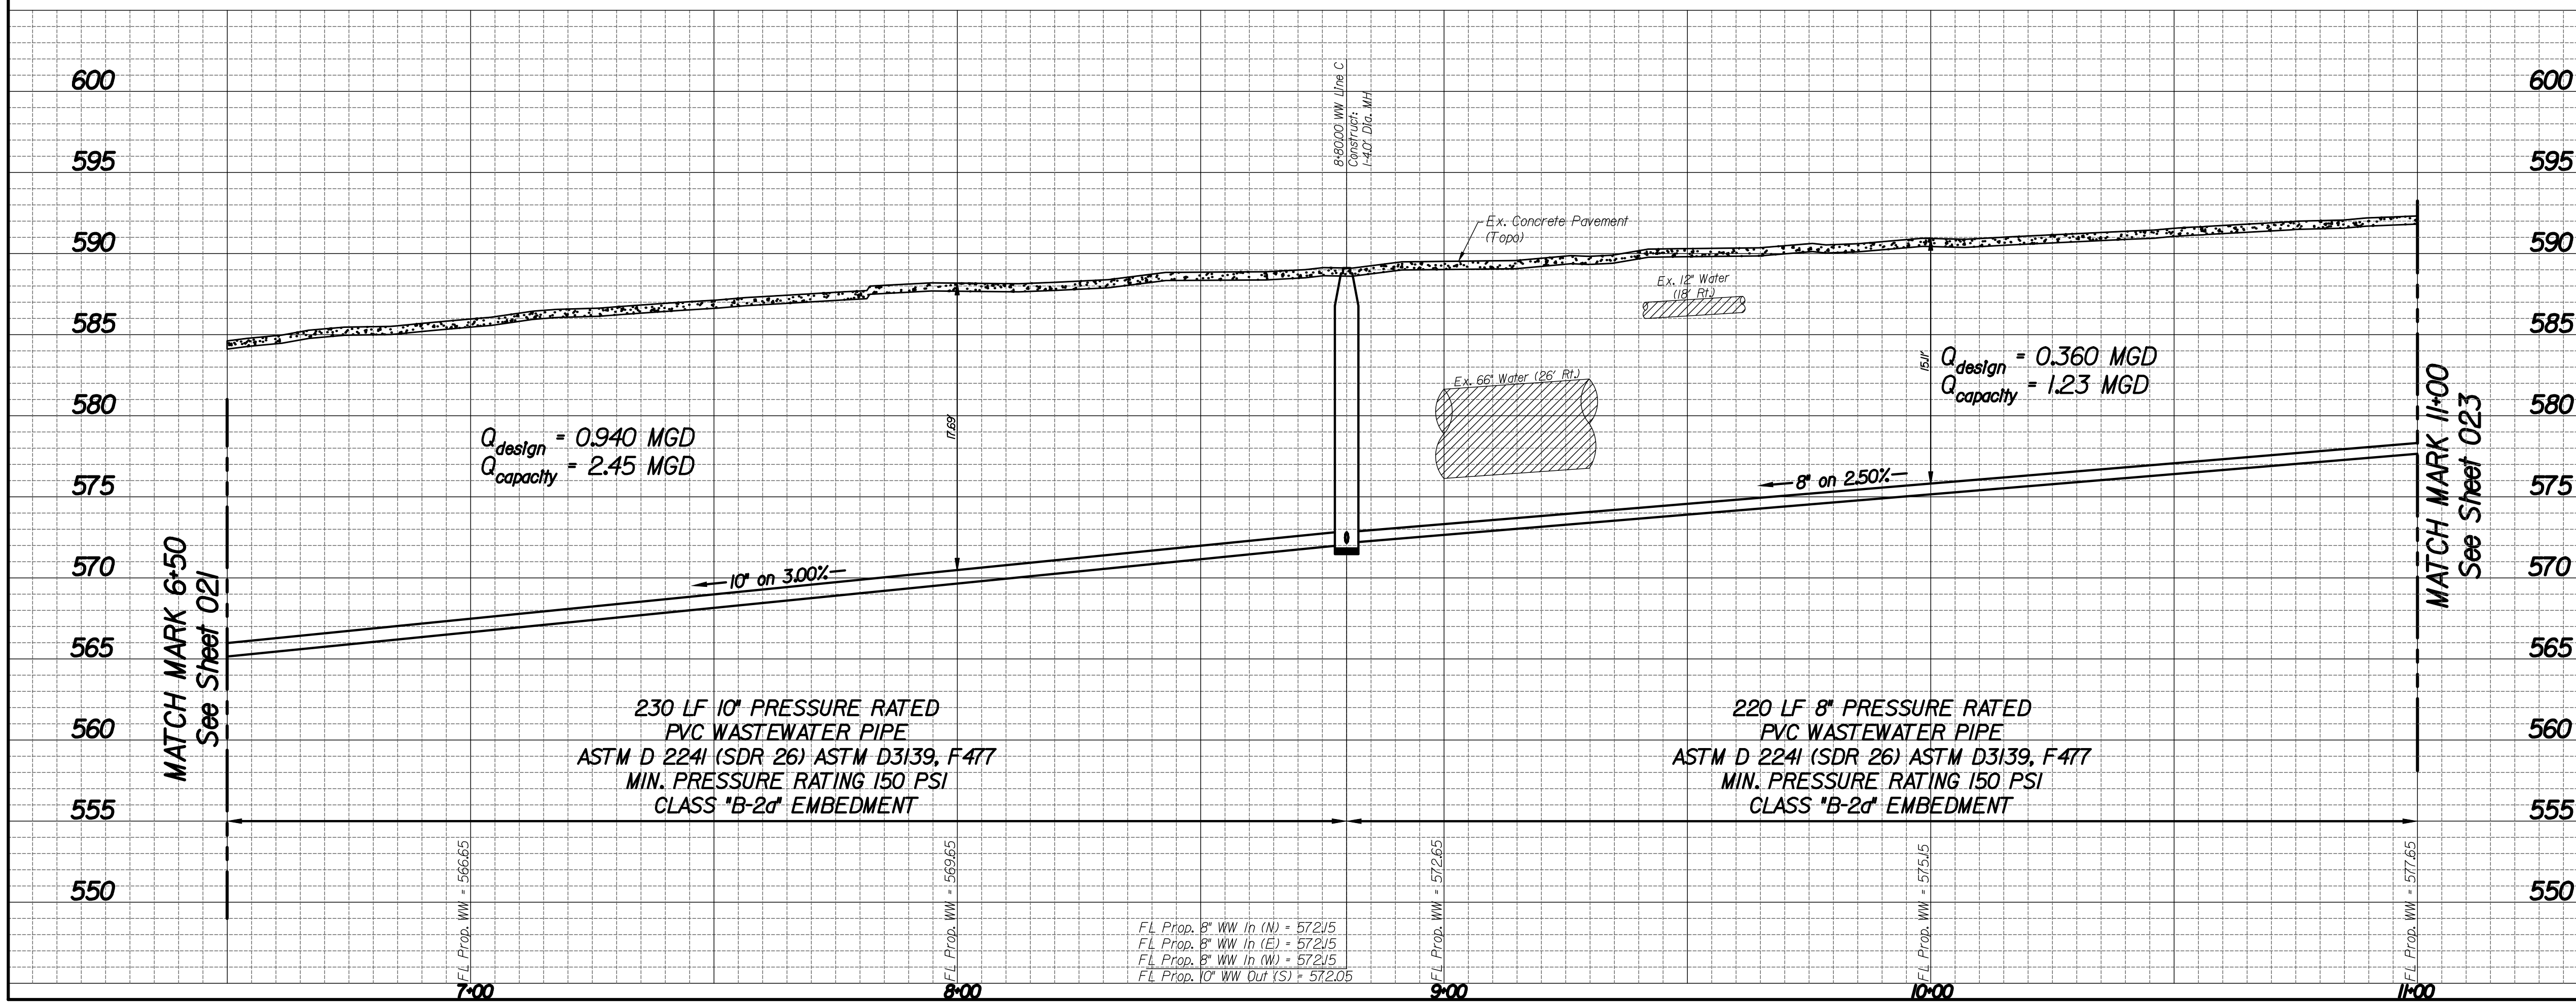 600
600
595
595
590
590
585
585
580
580
575
575
570
570
565
565
560
560
555
555
550
550
8+80.00 WW Line C
Construct:
1-4.0' Dia. MH
Ex. Concrete Pavement
(Topo)
Ex. 12" Water
(18' Rt.)
Ex. 66" Water (26' Rt.)
Qdesign = 0.940 MGD
Qcapacity = 2.45 MGD
17.69'
15.11'
Qdesign = 0.360 MGD
Qcapacity = 1.23 MGD
MATCH MARK 6+50
See Sheet 021
MATCH MARK 11+00
See Sheet 023
10" on 3.00%
8" on 2.50%
230 LF 10" PRESSURE RATED
PVC WASTEWATER PIPE
ASTM D 2241 (SDR 26) ASTM D3139, F477
MIN. PRESSURE RATING 150 PSI
CLASS "B-2a" EMBEDMENT
220 LF 8" PRESSURE RATED
PVC WASTEWATER PIPE
ASTM D 2241 (SDR 26) ASTM D3139, F477
MIN. PRESSURE RATING 150 PSI
CLASS "B-2a" EMBEDMENT
FL Prop. WW = 566.65
FL Prop. WW = 569.65
FL Prop. 8" WW In (N) = 572.15
FL Prop. 8" WW In (E) = 572.15
FL Prop. 8" WW In (W) = 572.15
FL Prop. 10" WW Out (S) = 572.05
FL Prop. WW = 572.65
FL Prop. WW = 575.15
FL Prop. WW = 577.65
7+00
8+00
9+00
10+00
11+00